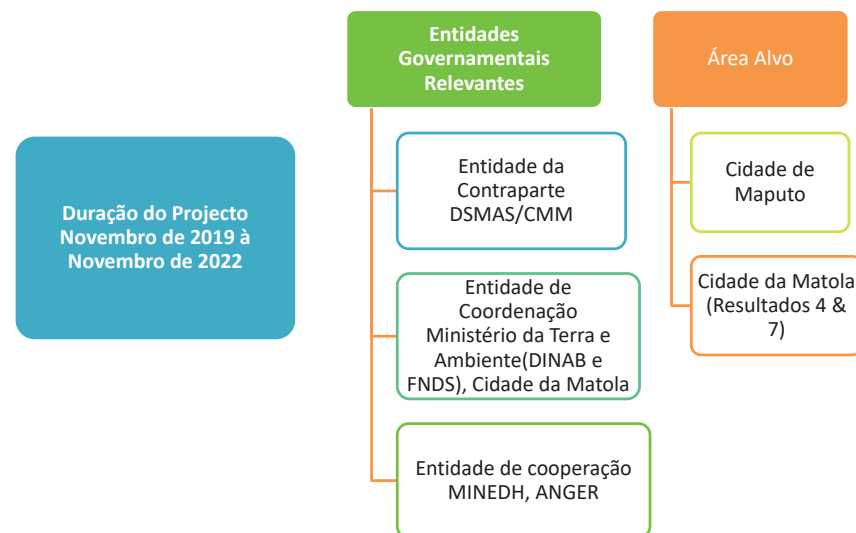 Duração do Projecto
Novembro de 2019 à
Novembro de 2022
Entidades
Governamentais
Relevantes
Entidade da
Contraparte
DSMAS/CMM
Entidade de
Coordenação
Ministério da Terra e
Ambiente(DINAB e
FNDS), Cidade da Matola
Entidade de cooperação
MINEDH, ANGER
Área Alvo
Cidade de
Maputo
Cidade da Matola
(Resultados 4 &
7)